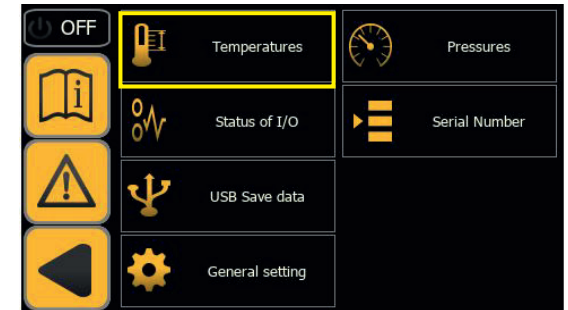 OFF
Temperatures
Pressures
i
Status of I/O
Serial Number
USB Save data
General setting